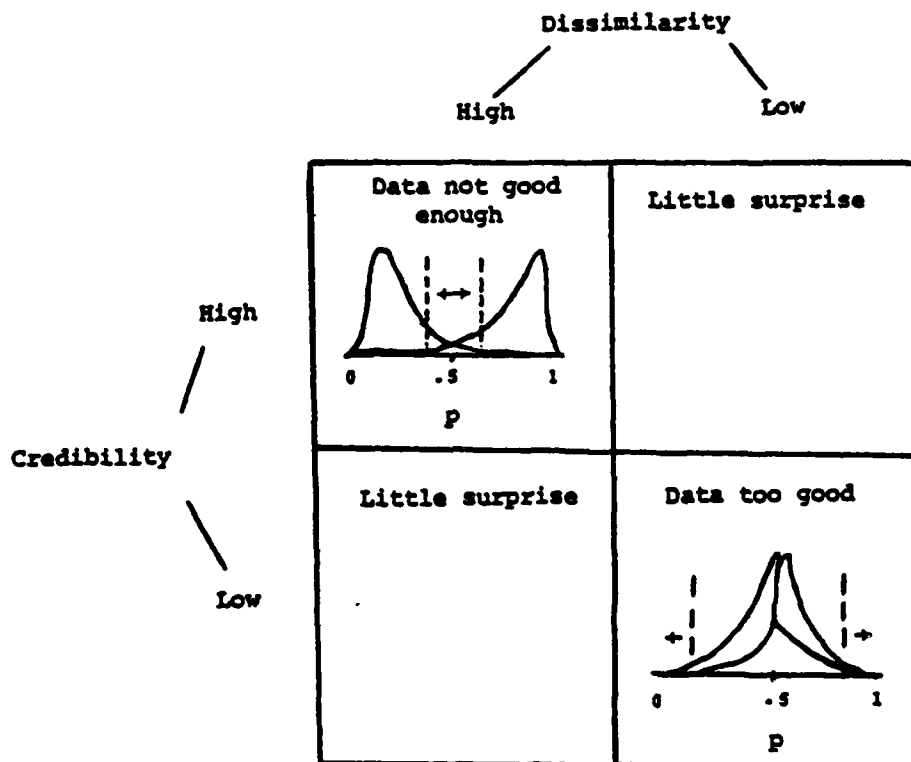 Dissimilarity
High
Low
Data not good
enough
Little surprise
High
0 .5 1
p
Credibility
Little surprise
Data too good
Low
0 .5 1
p